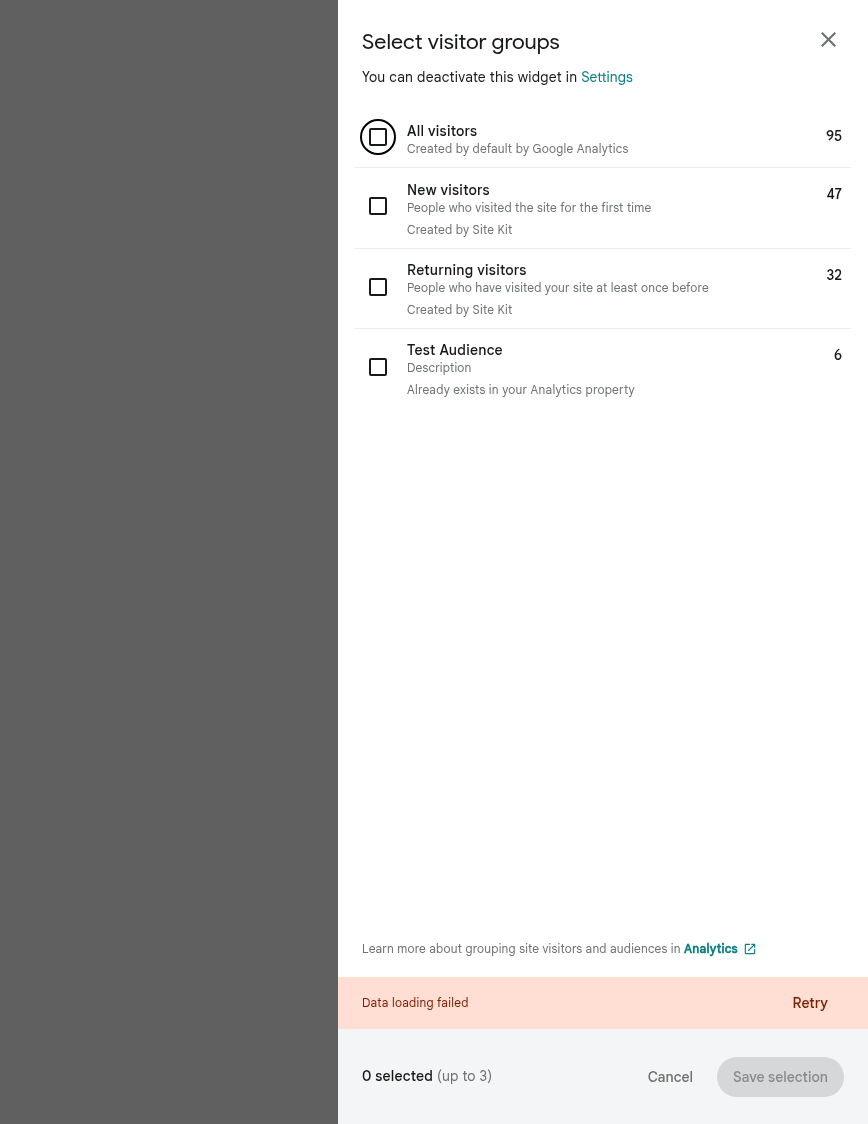 Select visitor groups
You can deactivate this widget in Settings
All visitors
95
Created by default by Google Analytics
New visitors
47
People who visited the site for the first time
Created by Site Kit
Returning visitors
32
People who have visited your site at least once before
Created by Site Kit
Test Audience
6
Description
Already exists in your Analytics property
Learn more about grouping site visitors and audiences in Analytics
Data loading failed
Retry
0 selected (up to 3)
Cancel
Save selection